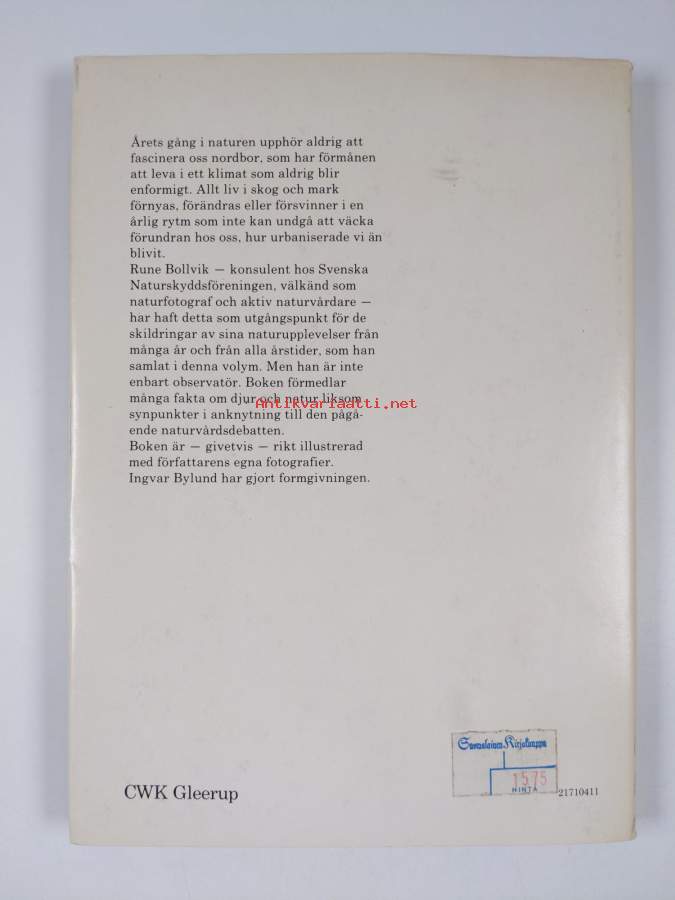 Årets gång i naturen upphör aldrig att
fascinera oss nordbor, som har förmånen
att leva i ett klimat som aldrig blir
enformigt. Allt liv i skog och mark
förnyas, förändras eller försvinner i en
årlig rytm som inte kan undgå att väcka
förundran hos oss, hur urbaniserade vi än
blivit.
Rune Bollvik — konsulent hos Svenska
Naturskyddsföreningen, välkänd som
naturfotograf och aktiv naturvårdare —
har haft detta som utgångspunkt för de
skildringar av sina naturupplevelser från
många år och från alla årstider, som han
samlat i denna volym. Men han är inte
enbart observatör. Boken förmedlar
många fakta om djur och natur liksom
Antikvariaatti.net
synpunkter i anknytning till den pågå-
ende naturvårdsdebatten.
Boken är — givetvis — rikt illustrerad
med författarens egna fotografier.
Ingvar Bylund har gjort formgivningen.
Suomalainen Kirjakauppa
1575
HINTA
CWK Gleerup
21710411